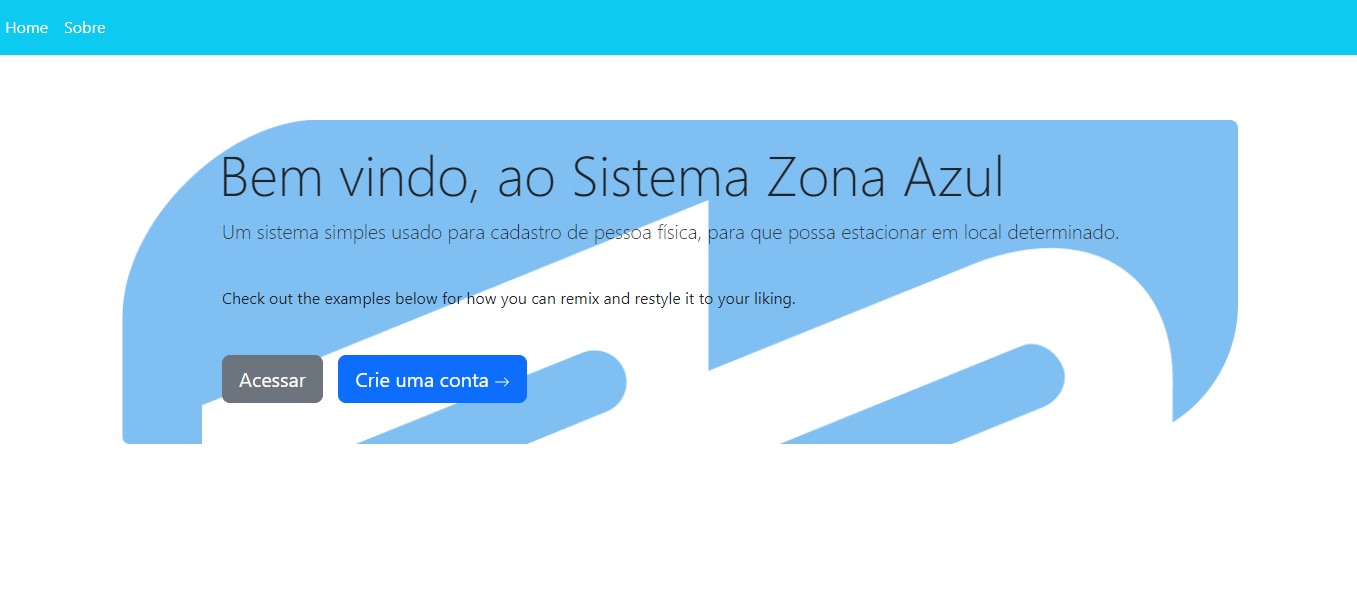 Home Sobre
Bem vindo, ao Sistema Zona Azul
Um sistema simples usado para cadastro de pessoa física, para que possa estacionar em local determinado.
Check out the examples below for how you can remix and restyle it to your liking.
Acessar Crie uma conta →